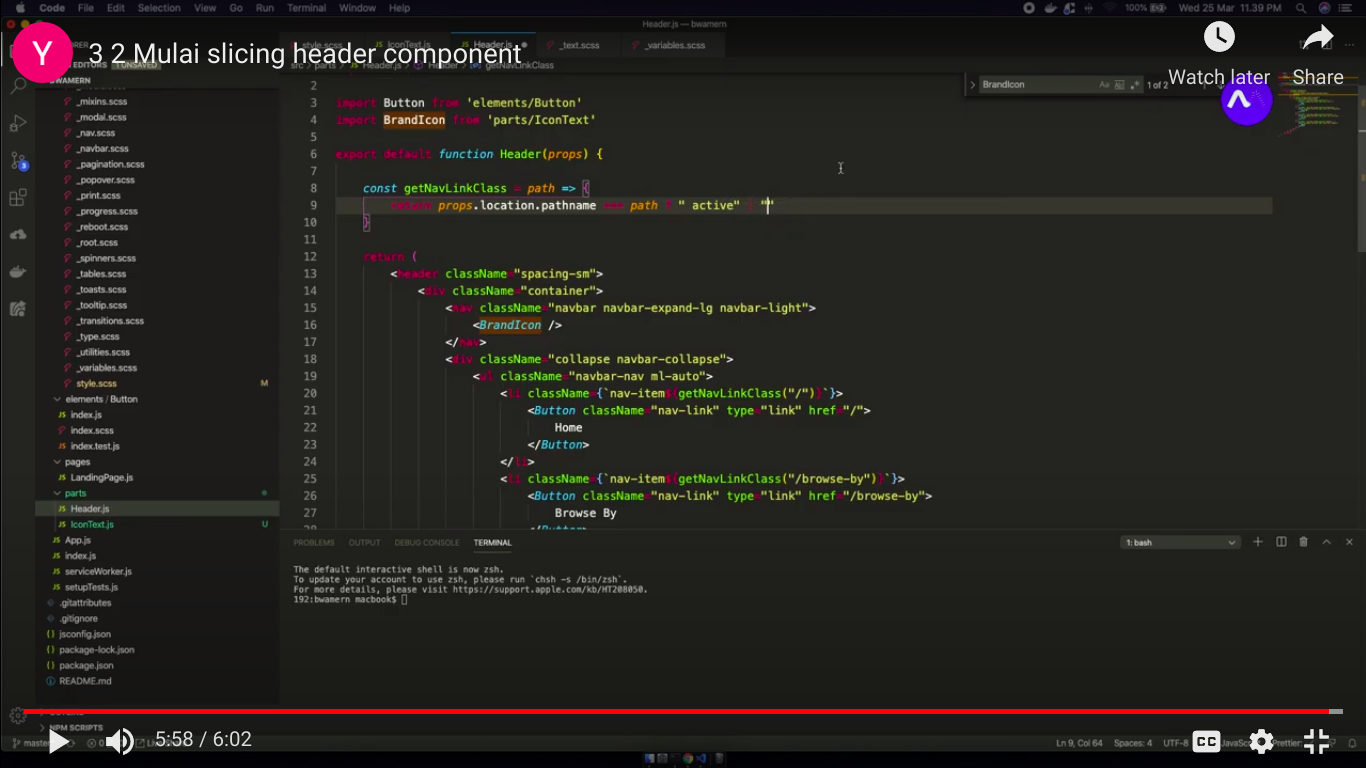 Code File Edit Selection View Go Run Terminal Window Help
100% Wed 25 Mar 11.39 PM
Header.js — bwamern
Y
3 2 Mulai slicing header component
Watch later
Share
style.scss
IconText.js
Header.js
_text.scss
_variables.scss
EDITORS 1 UNSAVED
src > parts > Header.js > Header > getNavLinkClass
BWAMERN
BrandIcon
1 of 2
_mixins.scss
_modal.scss
_nav.scss
_navbar.scss
_pagination.scss
_popover.scss
_print.scss
_progress.scss
_reboot.scss
_root.scss
_spinners.scss
_tables.scss
_toasts.scss
_tooltip.scss
_transitions.scss
_type.scss
_utilities.scss
_variables.scss
style.scss M
elements / Button
index.js
index.scss
index.test.js
pages
LandingPage.js
parts
Header.js
IconText.js U
App.js
index.js
serviceWorker.js
setupTests.js
.gitattributes
.gitignore
jsconfig.json
package-lock.json
package.json
README.md
NPM SCRIPTS
3
2
3 import Button from 'elements/Button'
4 import BrandIcon from 'parts/IconText'
5
6 export default function Header(props) {
7
8 const getNavLinkClass = path => {
9 return props.location.pathname === path ? " active" : ""
10 }
11
12 return (
13 <header className="spacing-sm">
14 <div className="container">
15 <nav className="navbar navbar-expand-lg navbar-light">
16 <BrandIcon />
17 </nav>
18 <div className="collapse navbar-collapse">
19 <ul className="navbar-nav ml-auto">
20 <li className={`nav-item${getNavLinkClass("/")}`}>
21 <Button className="nav-link" type="link" href="/">
22 Home
23 </Button>
24 </li>
25 <li className={`nav-item${getNavLinkClass("/browse-by")}`}>
26 <Button className="nav-link" type="link" href="/browse-by">
27 Browse By
28 </Button>
PROBLEMS OUTPUT DEBUG CONSOLE TERMINAL
1: bash
The default interactive shell is now zsh.
To update your account to use zsh, please run `chsh -s /bin/zsh`.
For more details, please visit https://support.apple.com/kb/HT208050.
192:bwamern macbook$
5:58 / 6:02
CC
Ln 9, Col 64 Spaces: 4 UTF-8